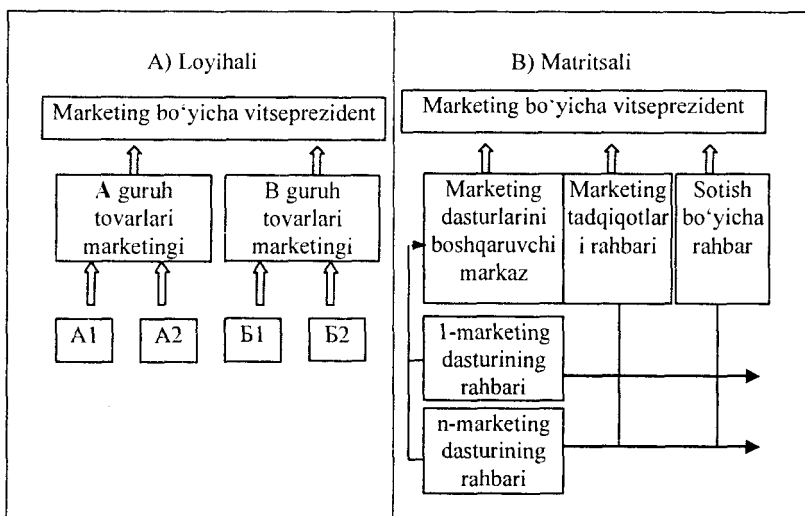 A) Loyihali
Marketing bo‘yicha vitseprezident
A guruh
tovarlari
marketingi
B guruh
tovarlari
marketingi
A1
A2
Б1
Б2
B) Matritsali
Marketing bo‘yicha vitseprezident
Marketing
dasturlarini
boshqaruvchi
markaz
Marketing
tadqiqotlar
i rahbari
Sotish
bo‘yicha
rahbar
1-marketing
dasturining
rahbari
n-marketing
dasturining
rahbari